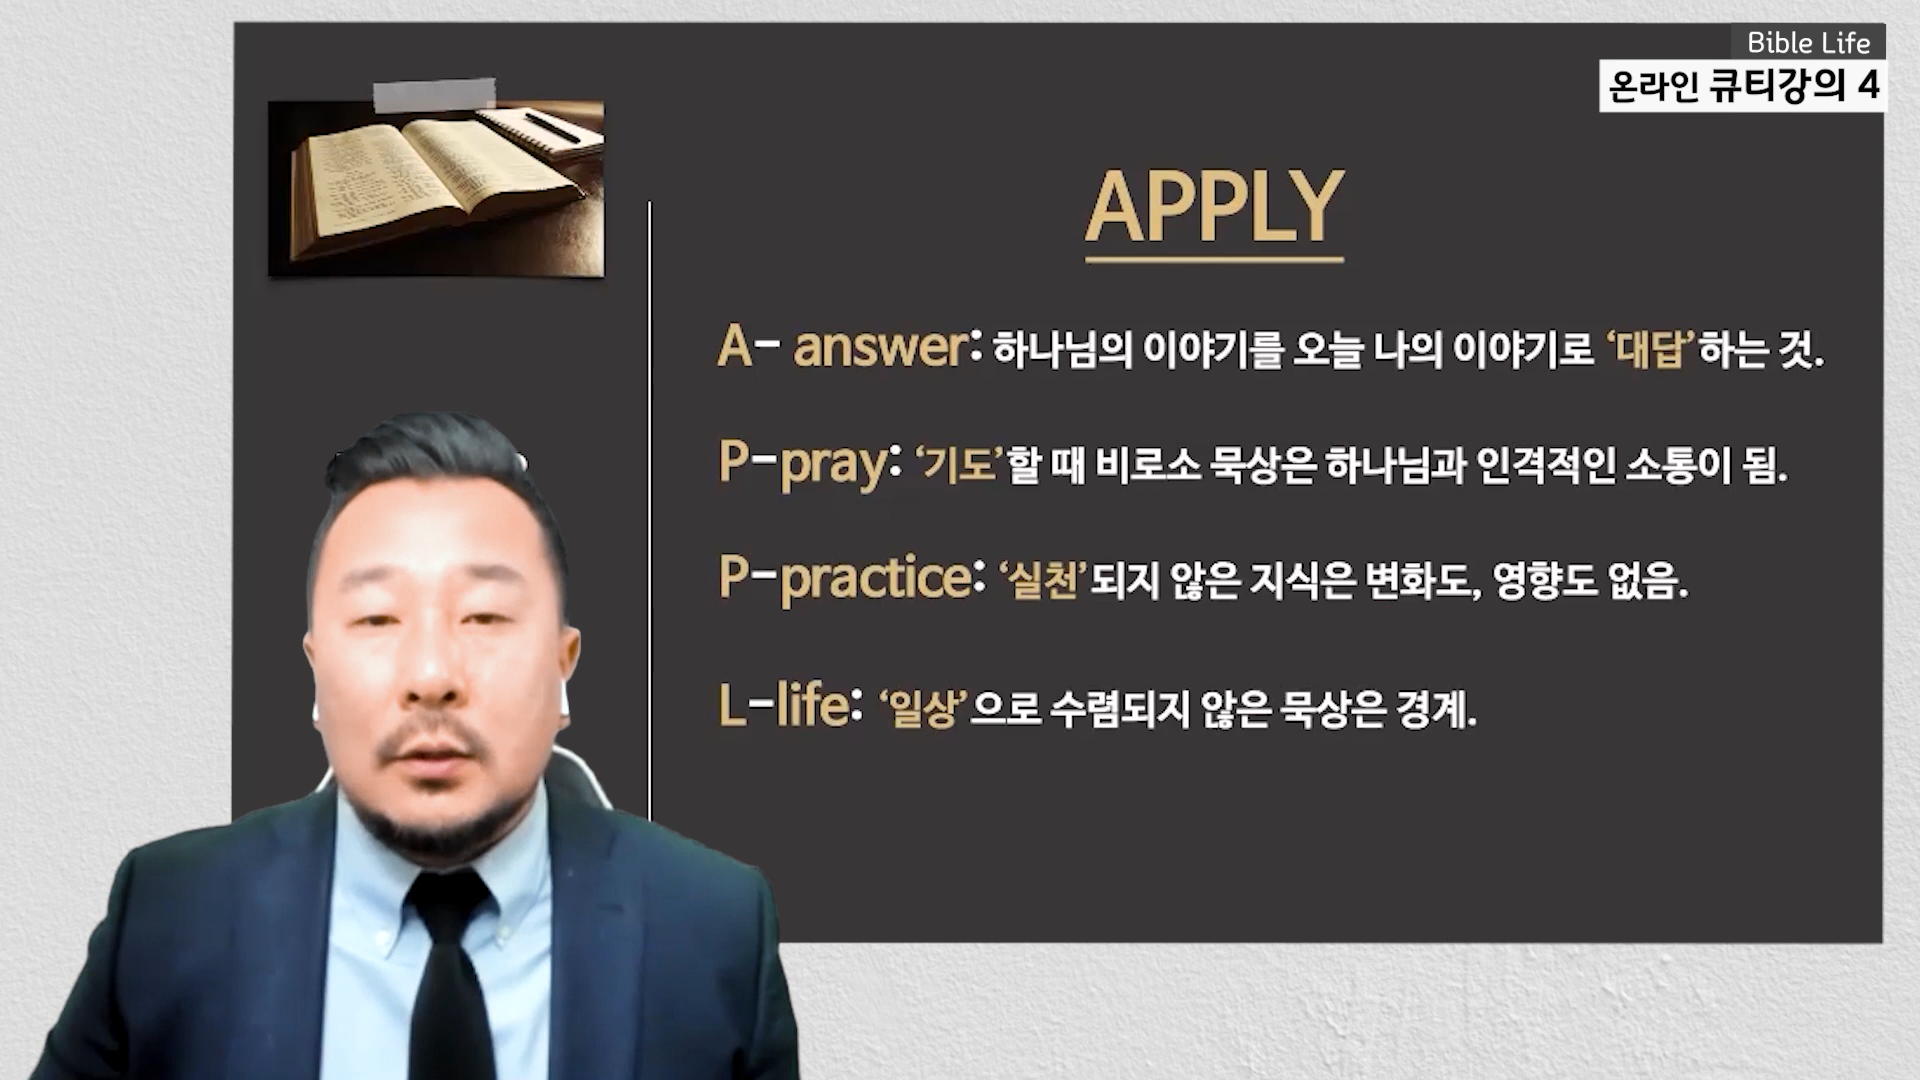 Bible Life
온라인 큐티강의 4
APPLY
A- answer: 하나님의 이야기를 오늘 나의 이야기로 ‘대답’하는 것.
P-pray: ‘기도’할 때 비로소 묵상은 하나님과 인격적인 소통이 됨.
P-practice: ‘실천’되지 않은 지식은 변화도, 영향도 없음.
L-life: ‘일상’으로 수렴되지 않은 묵상은 경계.